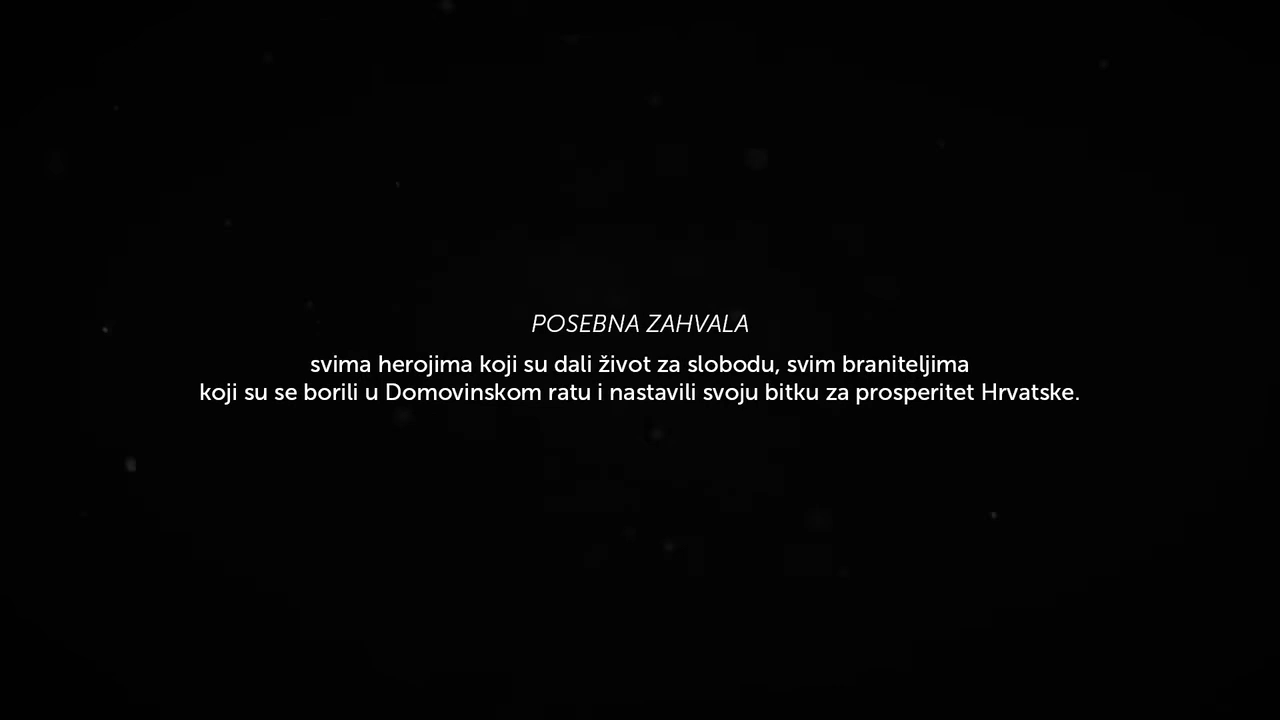 POSEBNA ZAHVALA
svima herojima koji su dali život za slobodu, svim braniteljima
koji su se borili u Domovinskom ratu i nastavili svoju bitku za prosperitet Hrvatske.